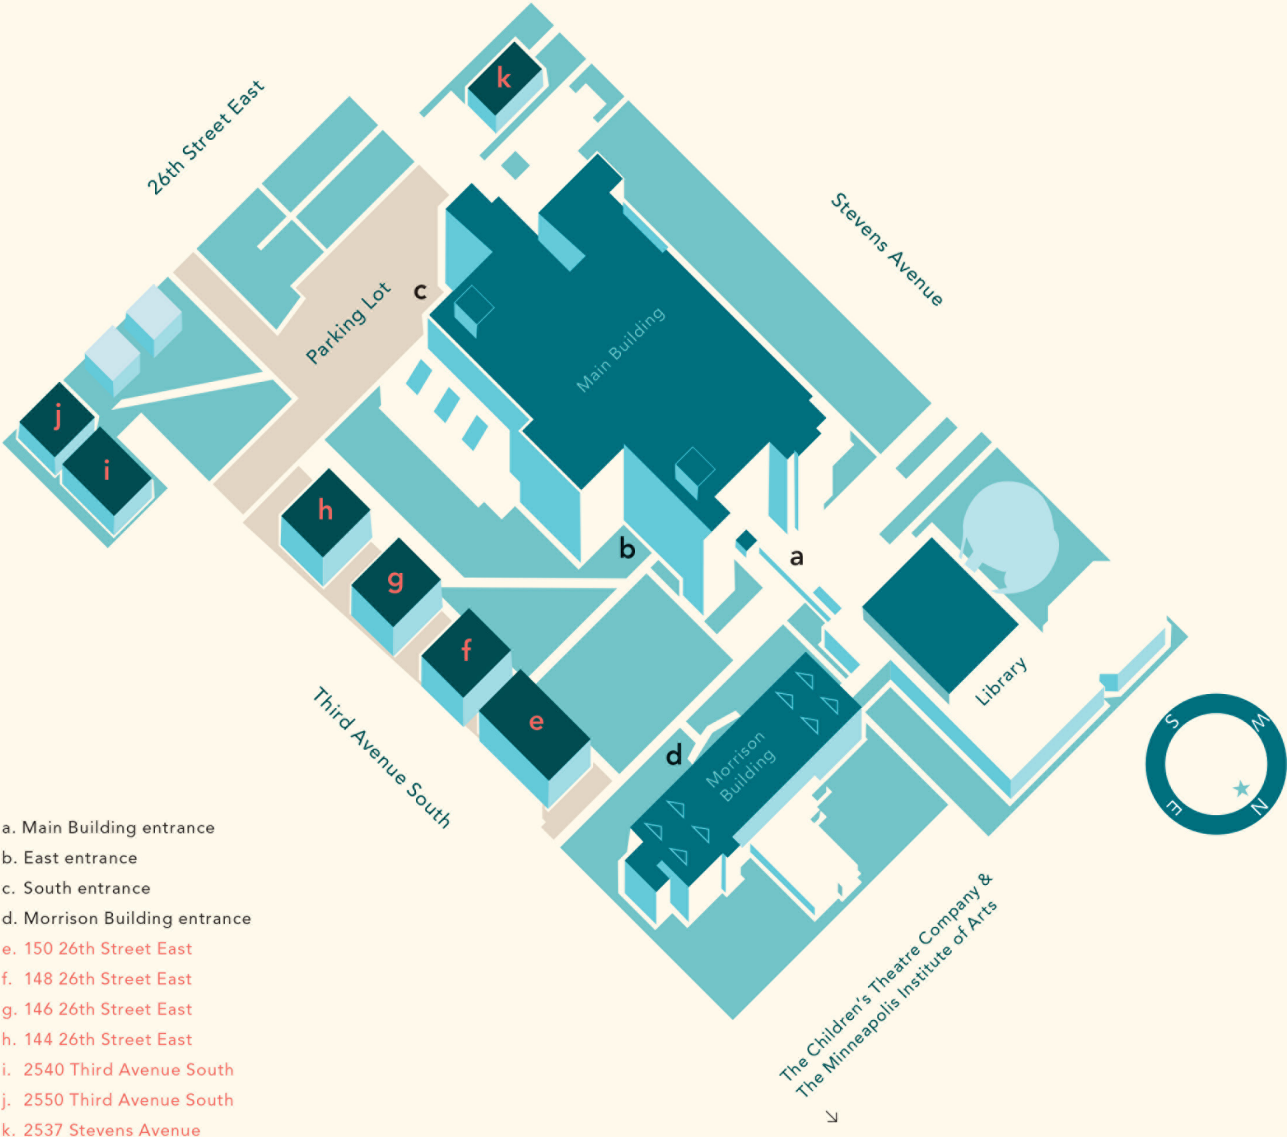 k
26th Street East
Stevens Avenue
c
Parking Lot
Main Building
j
i
h
g
f
e
b
a
Library
d
Morrison
Building
Third Avenue South
S
W
E
N
a. Main Building entrance
b. East entrance
c. South entrance
d. Morrison Building entrance
e. 150 26th Street East
f. 148 26th Street East
g. 146 26th Street East
h. 144 26th Street East
i. 2540 Third Avenue South
j. 2550 Third Avenue South
k. 2537 Stevens Avenue
The Children's Theatre Company &
The Minneapolis Institute of Arts